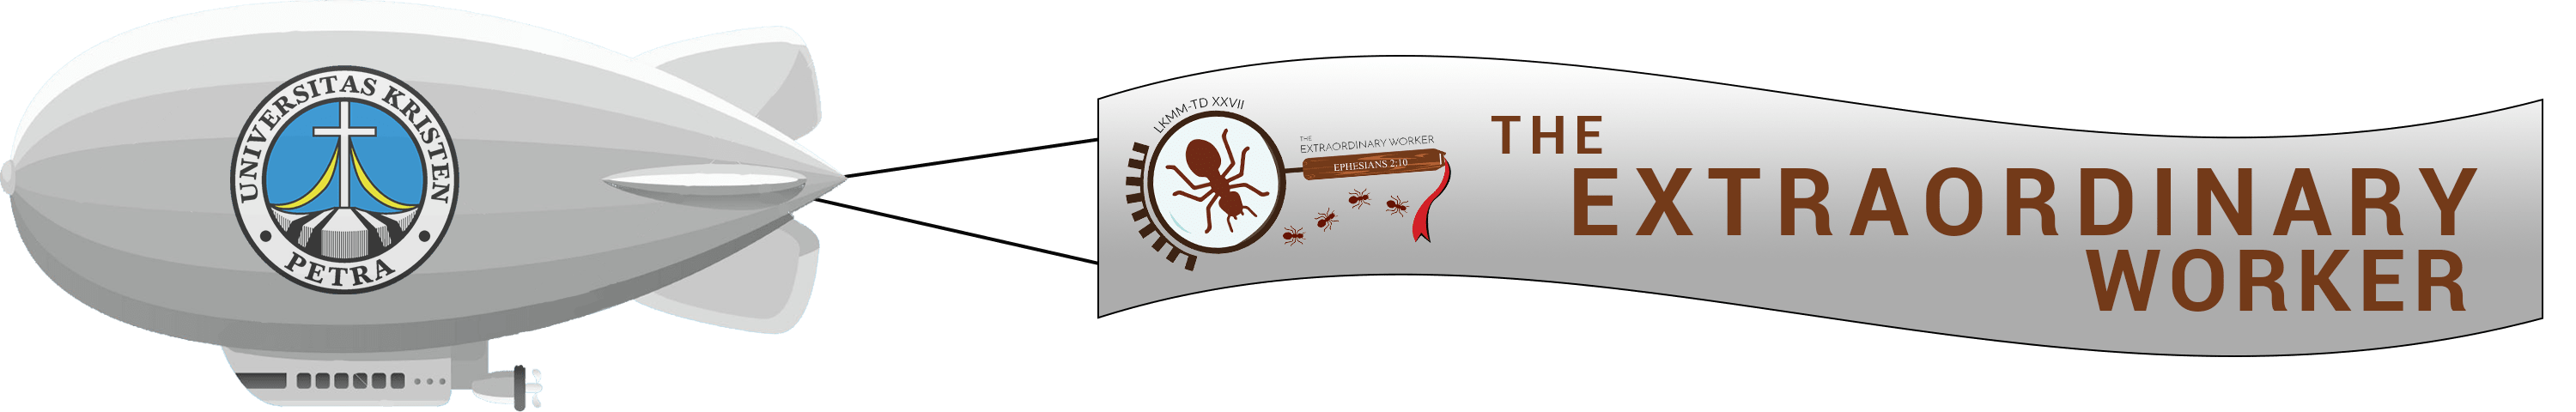 UNIVERSITAS KRISTEN
PETRA
LKMM-TD XXVII
THE
EXTRAORDINARY WORKER
EPHESIANS 2:10
THE
EXTRAORDINARY
WORKER